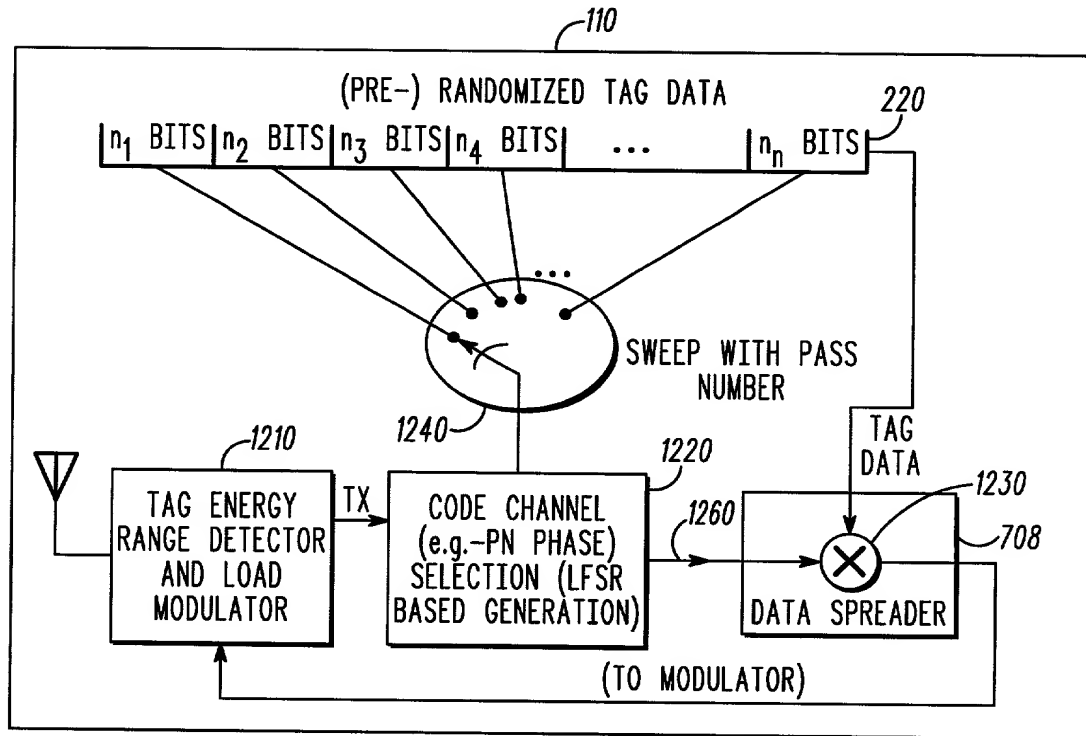 110
(PRE-) RANDOMIZED TAG DATA
220
n1 BITS n2 BITS n3 BITS n4 BITS ... nn BITS
...
SWEEP WITH PASS
NUMBER
1240
TAG
DATA
1210
1220
1230
TAG ENERGY
RANGE DETECTOR
AND LOAD
MODULATOR
TX
CODE CHANNEL
(e.g.-PN PHASE)
SELECTION (LFSR
BASED GENERATION)
1260
708
DATA SPREADER
(TO MODULATOR)